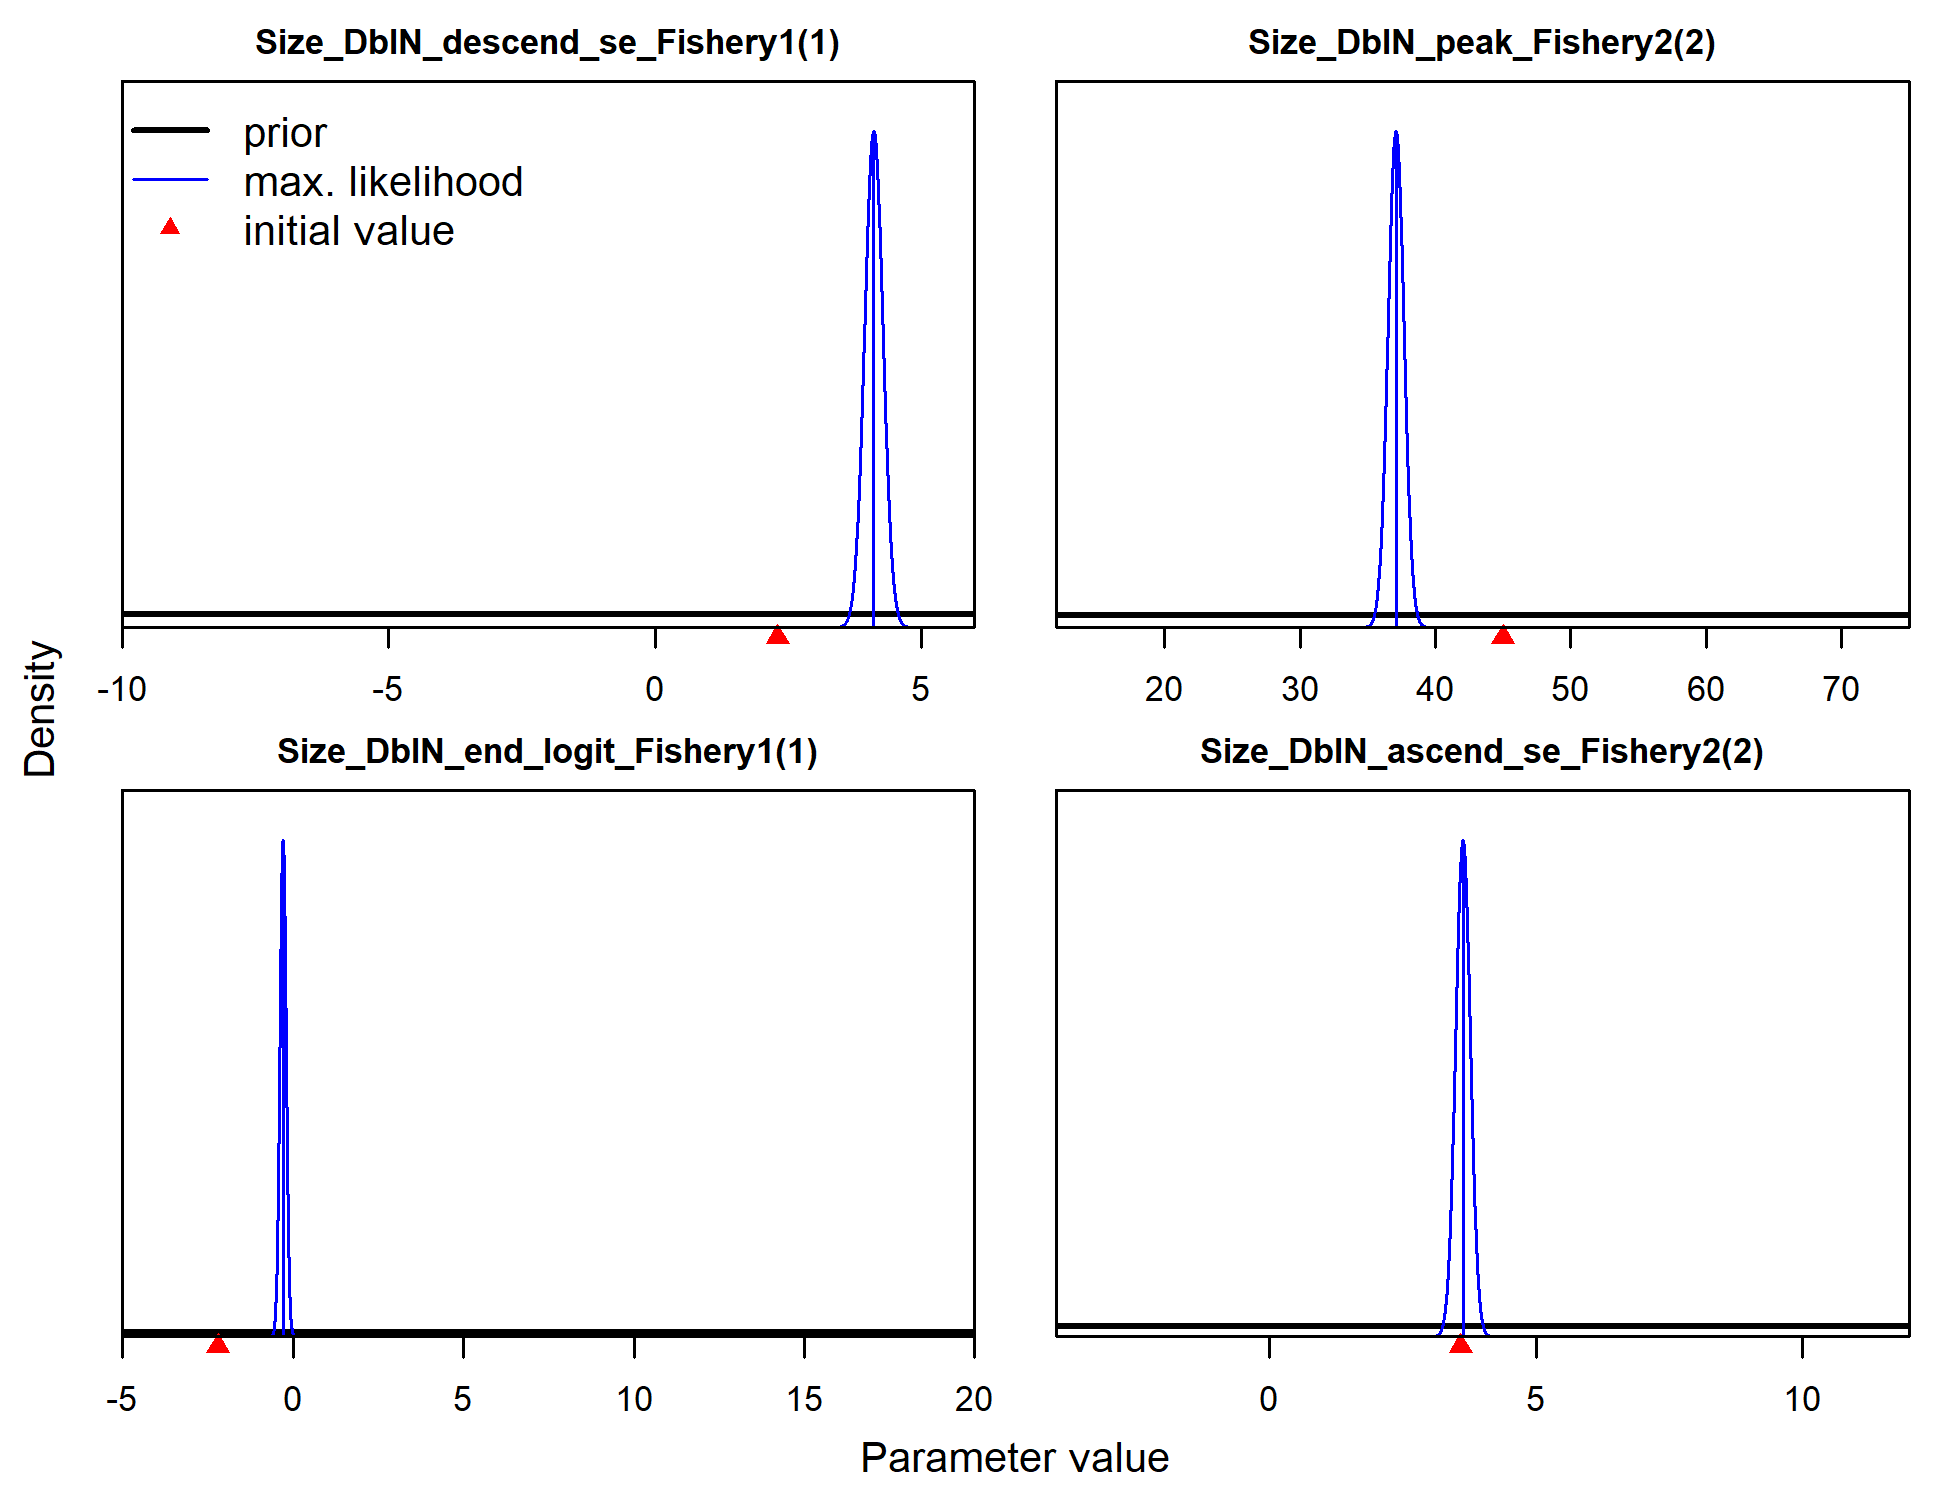 Size_DblN_descend_se_Fishery1(1)
prior
max. likelihood
initial value
-10 -5 0 5
Size_DblN_peak_Fishery2(2)
20 30 40 50 60 70
Size_DblN_end_logit_Fishery1(1)
-5 0 5 10 15 20
Size_DblN_ascend_se_Fishery2(2)
0 5 10
Density
Parameter value